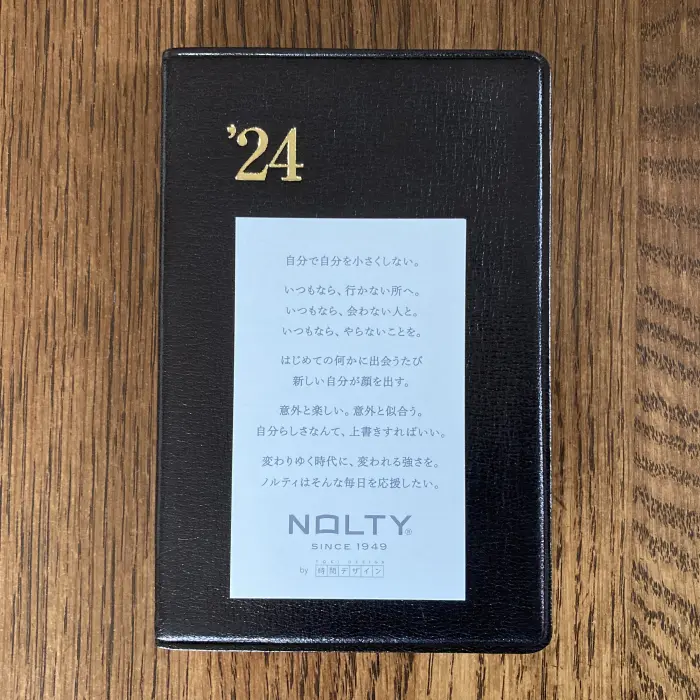 ’24
自分で自分を小さくしない。
いつもなら、行かない所へ。
いつもなら、会わない人と。
いつもなら、やらないことを。
はじめての何かに出会うたび
新しい自分が顔を出す。
意外と楽しい。意外と似合う。
自分らしさなんて、上書きすればいい。
変わりゆく時代に、変われる強さを。
ノルティはそんな毎日を応援したい。
NOLTY®
SINCE 1949
by 時間デザイン